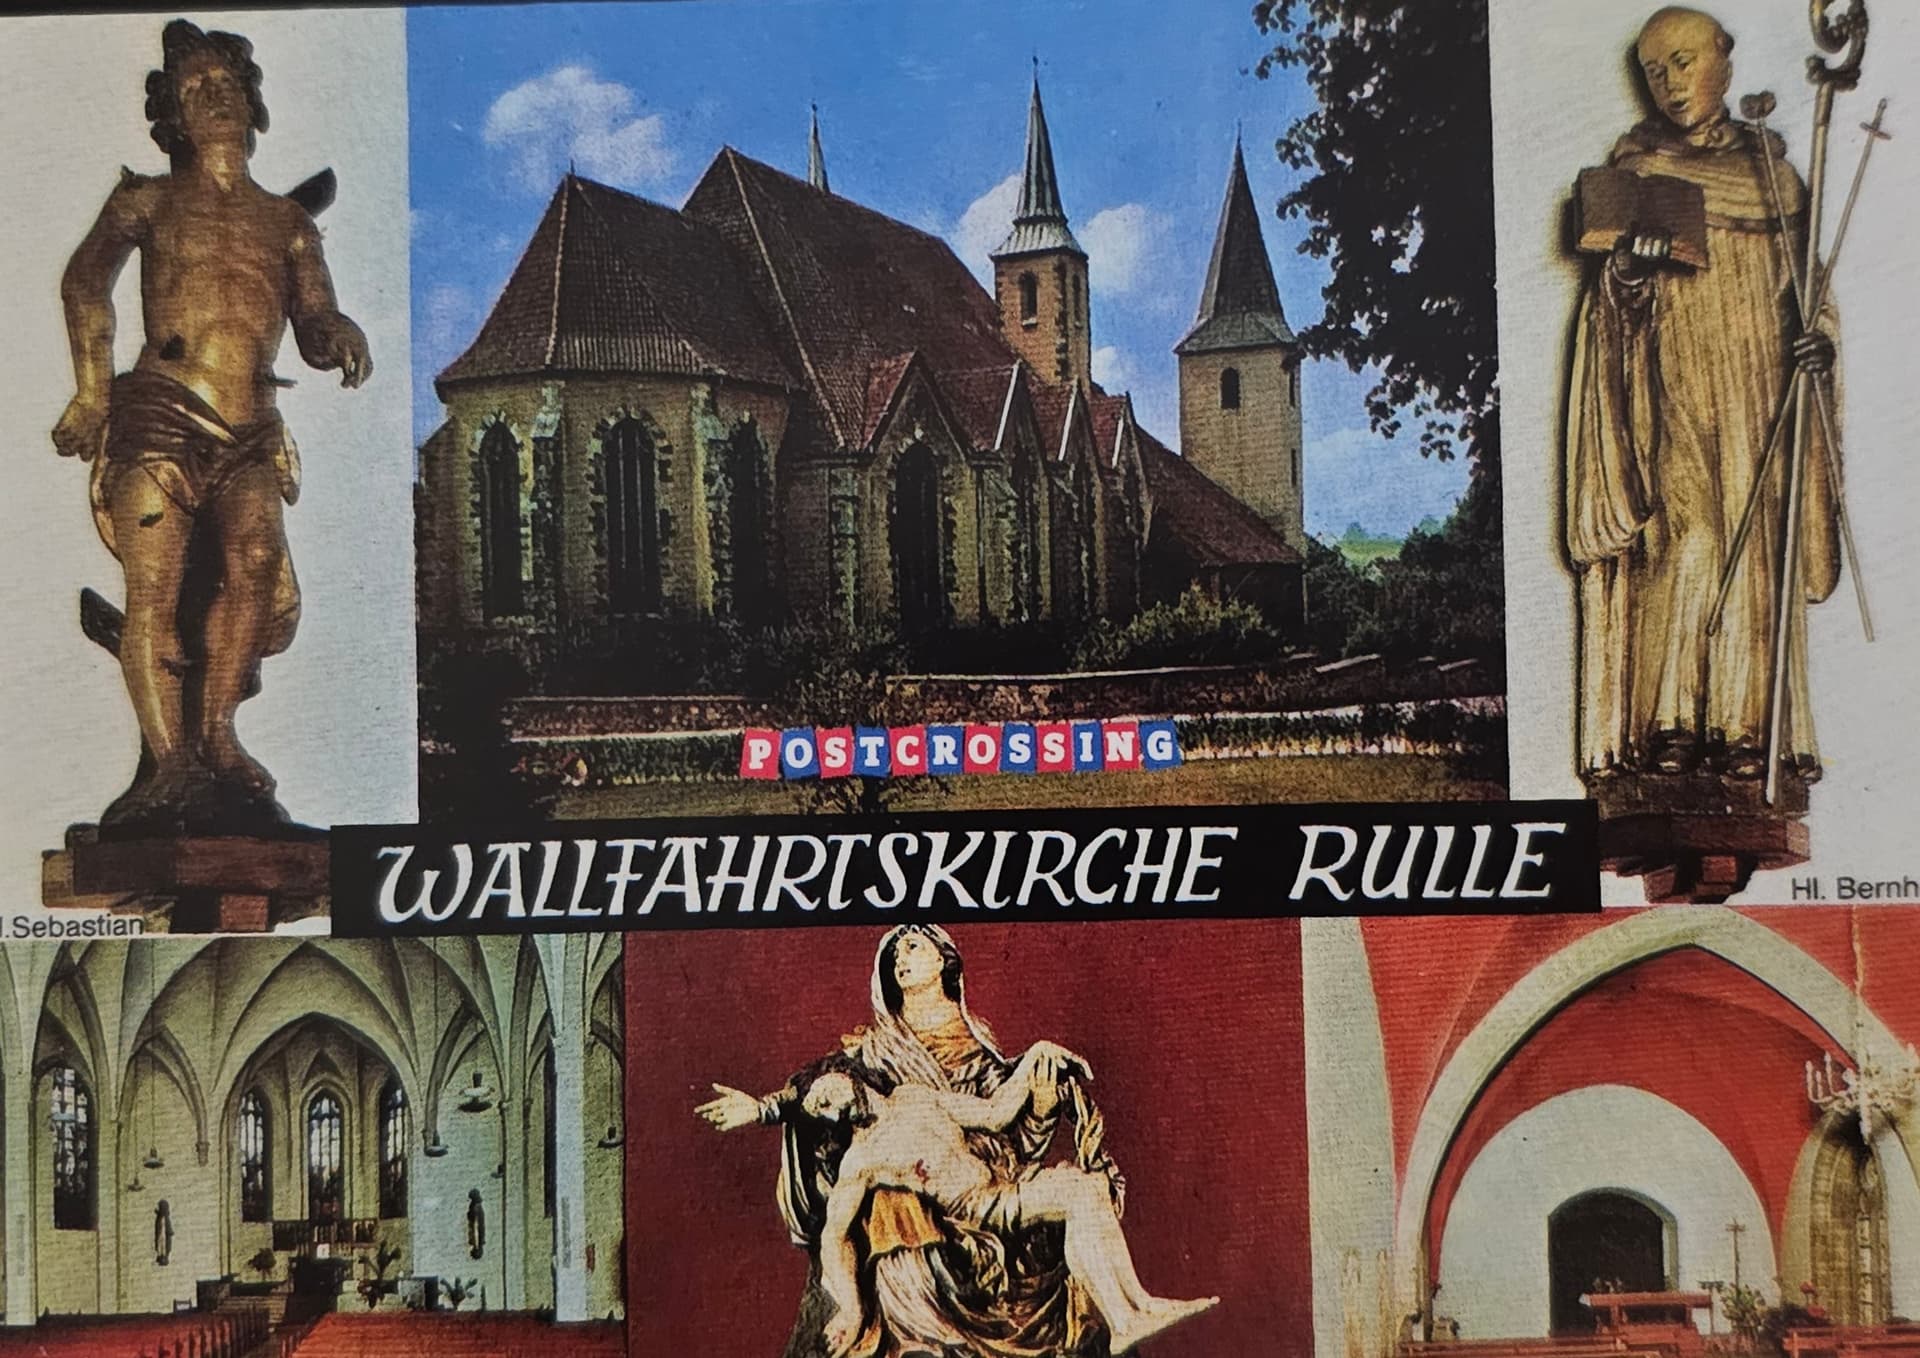 POSTCROSSING
WALLFAHRTSKIRCHE RULLE
l.Sebastian
Hl. Bernh